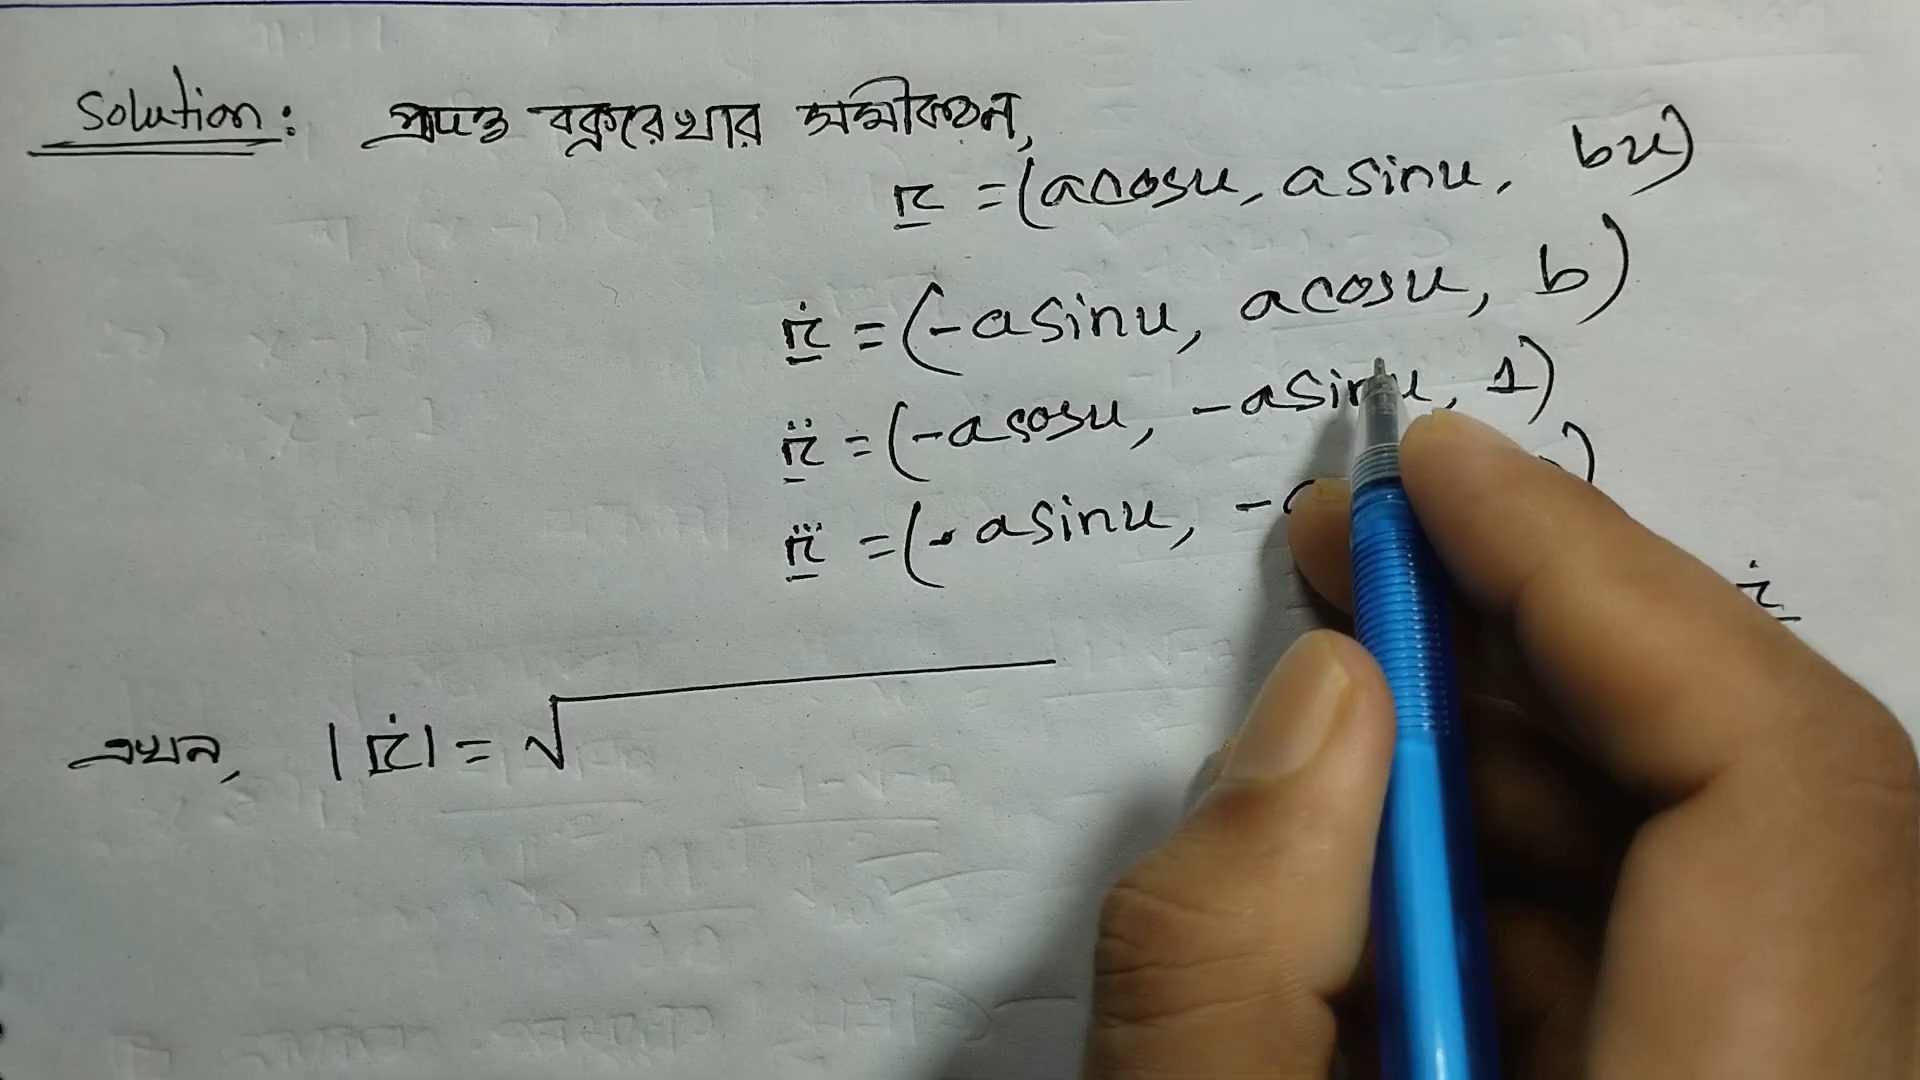 Solution: প্রদত্ত বক্ররেখার সমীকরণ,
r = (acosu, asinu, bu)
ṙ = (-asinu, acosu, b)
r̈ = (-acosu, -asinu, 1)
r⃛ = (asinu, -
ṙ
এখন, |ṙ| = √